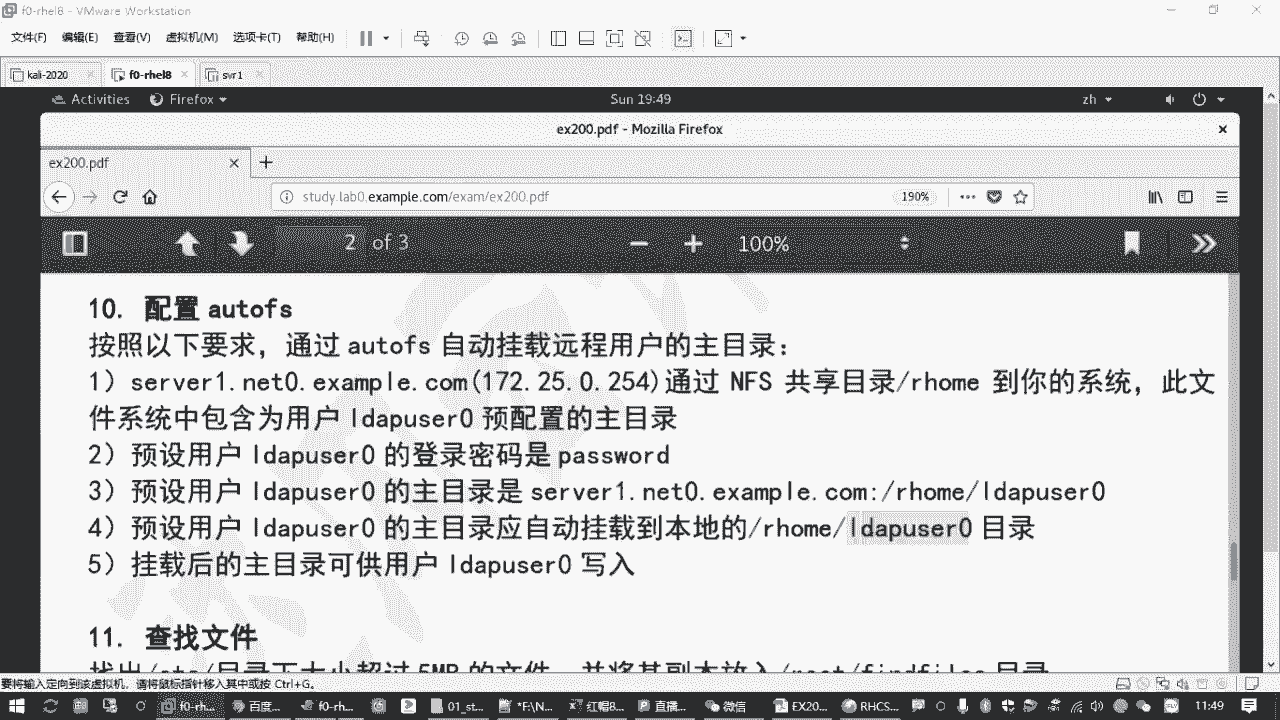 f0-rhel8 - VMware Workstation
文件(F) 编辑(E) 查看(V) 虚拟机(M) 选项卡(T) 帮助(H)
kali-2020 f0-rhel8 svr1
Activities Firefox Sun 19:49 zh
ex200.pdf - Mozilla Firefox
ex200.pdf
study.lab0.example.com/exam/ex200.pdf 190%
2 of 3 100%
10. 配置 autofs
按照以下要求，通过 autofs 自动挂载远程用户的主目录：
1）server1.net0.example.com(172.25.0.254)通过 NFS 共享目录/rhome 到你的系统，此文
件系统中包含为用户 ldapuser0 预配置的主目录
2）预设用户 ldapuser0 的登录密码是 password
3）预设用户 ldapuser0 的主目录是 server1.net0.example.com:/rhome/ldapuser0
4）预设用户 ldapuser0 的主目录应自动挂载到本地的/rhome/ldapuser0 目录
5）挂载后的主目录可供用户 ldapuser0 写入
11. 查找文件
要将输入定向到该虚拟机，请将鼠标指针移入其中或按 Ctrl+G。
f0-rh... 百度... f0-rh... 01_st... *F:\N... 红帽8... 直播... 微信 EX20... RHCS... 11:49